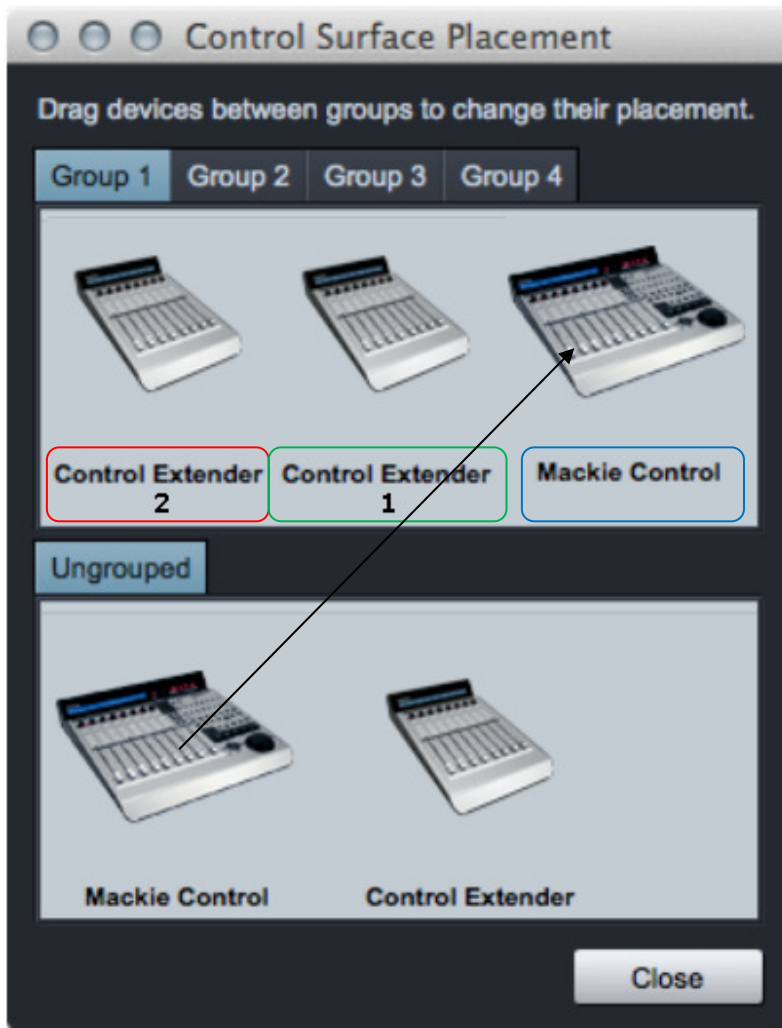 Control Surface Placement
Drag devices between groups to change their placement.
Group 1 Group 2 Group 3 Group 4
Control Extender Control Extender Mackie Control
2 1
Ungrouped
Mackie Control Control Extender
Close